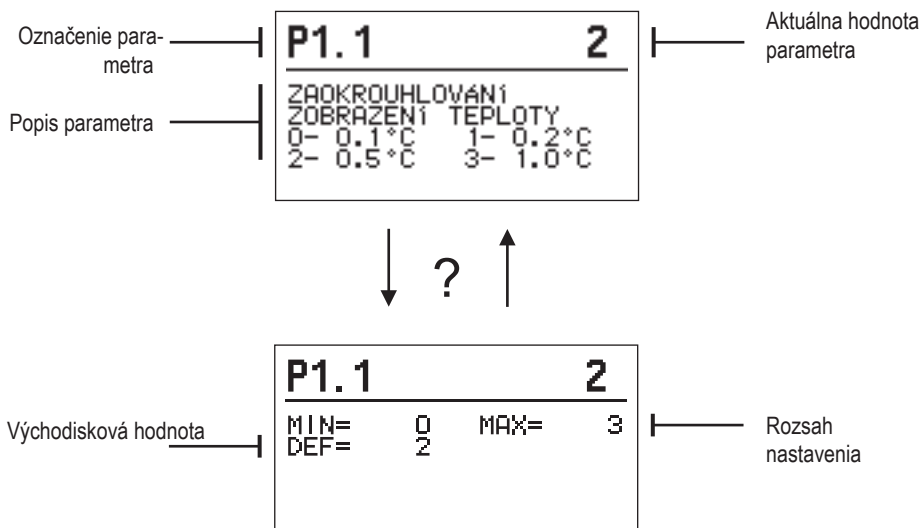 Označenie para-
metra
P1.1 2
Aktuálna hodnota
parametra
Popis parametra
ZAOKROUHLOVÁNÍ
ZOBRAZENÍ TEPLOTY
0- 0.1°C 1- 0.2°C
2- 0.5°C 3- 1.0°C
?
P1.1 2
Východisková hodnota
MIN= 0 MAX= 3
DEF= 2
Rozsah
nastavenia